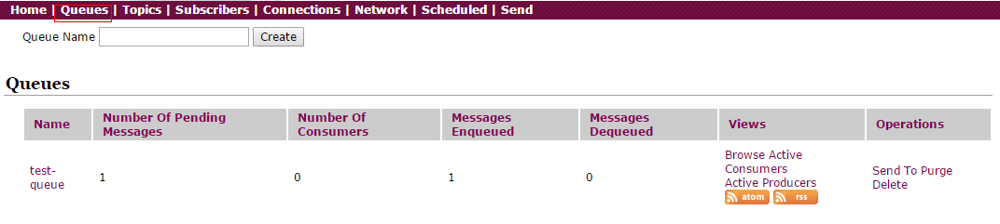 Home | Queues | Topics | Subscribers | Connections | Network | Scheduled | Send
Queue Name Create
Queues
Name Number Of Pending Messages Number Of Consumers Messages Enqueued Messages Dequeued Views Operations
test-queue 1 0 1 0 Browse Active Consumers
Active Producers
atom rss
Send To Purge
Delete